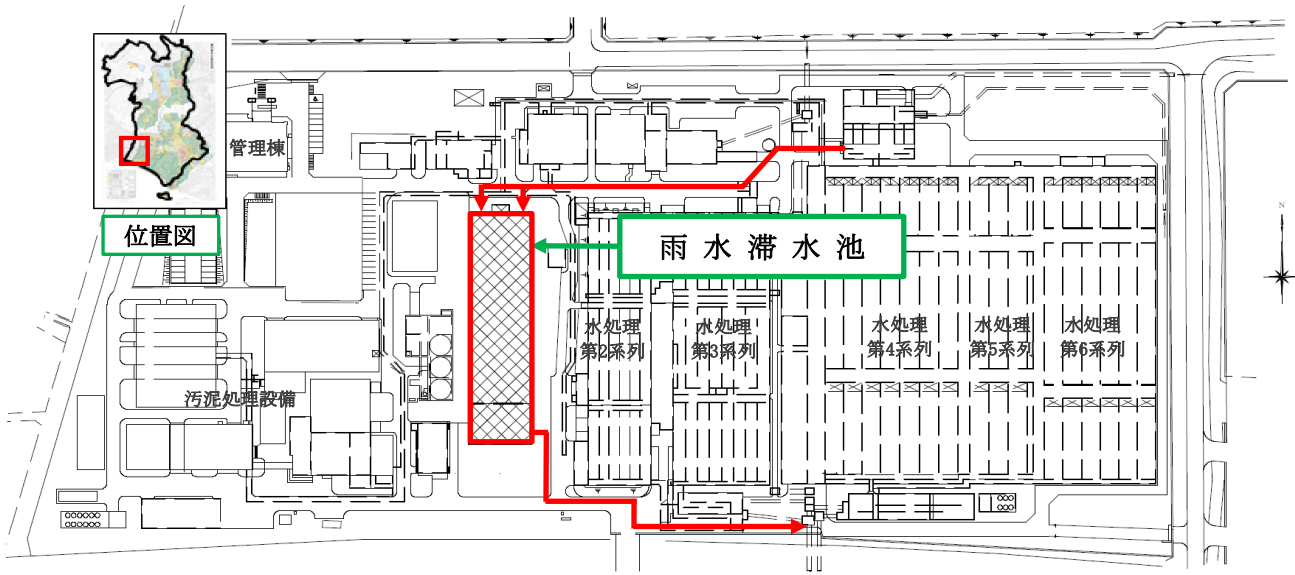 管理棟
位置図
雨水滞水池
N
水処理
第2系列
水処理
第3系列
水処理
第4系列
水処理
第5系列
水処理
第6系列
汚泥処理設備